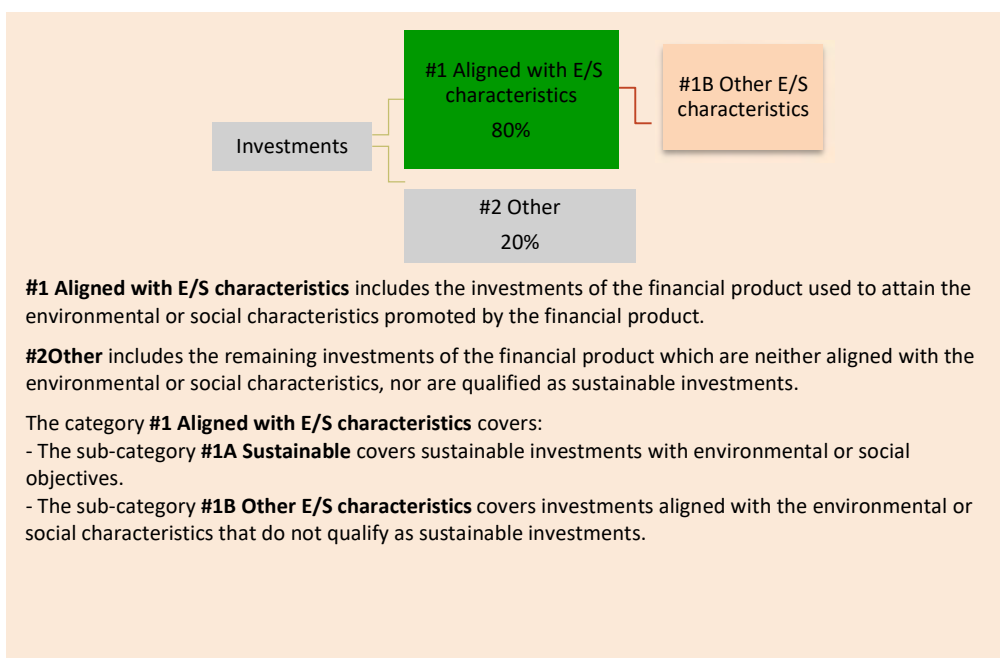 #1 Aligned with E/S
characteristics
80%
#1B Other E/S
characteristics
Investments
#2 Other
20%
#1 Aligned with E/S characteristics includes the investments of the financial product used to attain the
environmental or social characteristics promoted by the financial product.
#2Other includes the remaining investments of the financial product which are neither aligned with the
environmental or social characteristics, nor are qualified as sustainable investments.
The category #1 Aligned with E/S characteristics covers:
- The sub-category #1A Sustainable covers sustainable investments with environmental or social
objectives.
- The sub-category #1B Other E/S characteristics covers investments aligned with the environmental or
social characteristics that do not qualify as sustainable investments.